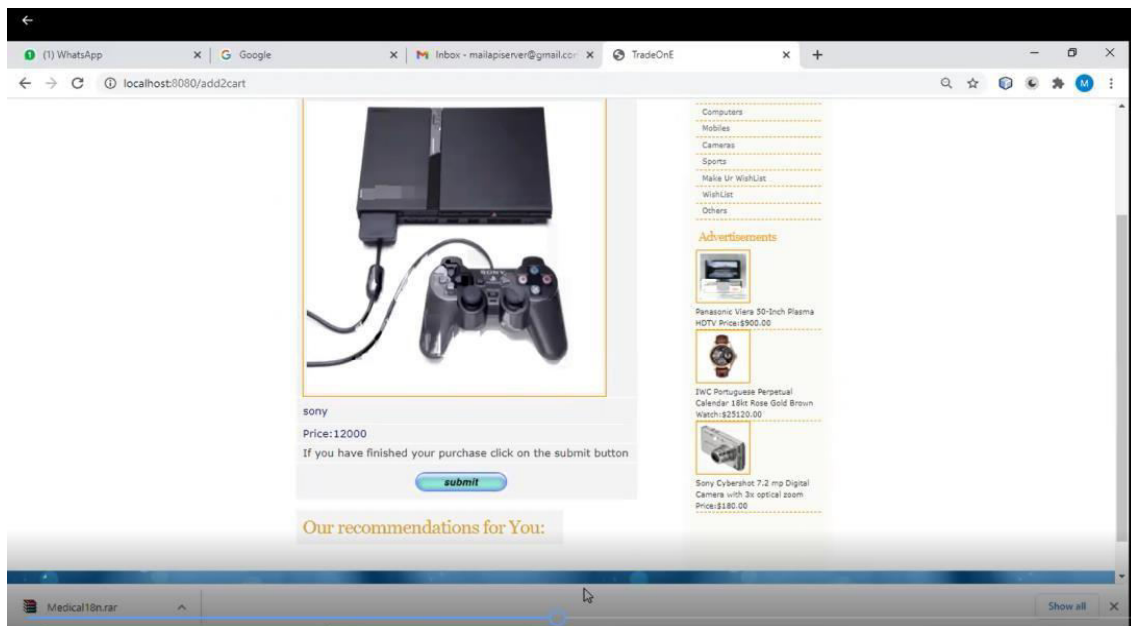 (1) WhatsApp
Google
Inbox - mailapiserver@gmail.com
TradeOnE
localhost:8080/add2cart
M
Computers
Mobiles
Cameras
Sports
Make Ur WishList
WishList
Others
Advertisements
Panasonic Viera 50-Inch Plasma
HDTV Price:$900.00
IWC Portuguese Perpetual
Calendar 18kt Rose Gold Brown
Watch:$25120.00
Sony Cybershot 7.2 mp Digital
Camera with 3x optical zoom
Price:$180.00
SONY
sony
Price:12000
If you have finished your purchase click on the submit button
submit
Our recommendations for You:
Medical18n.rar
Show all